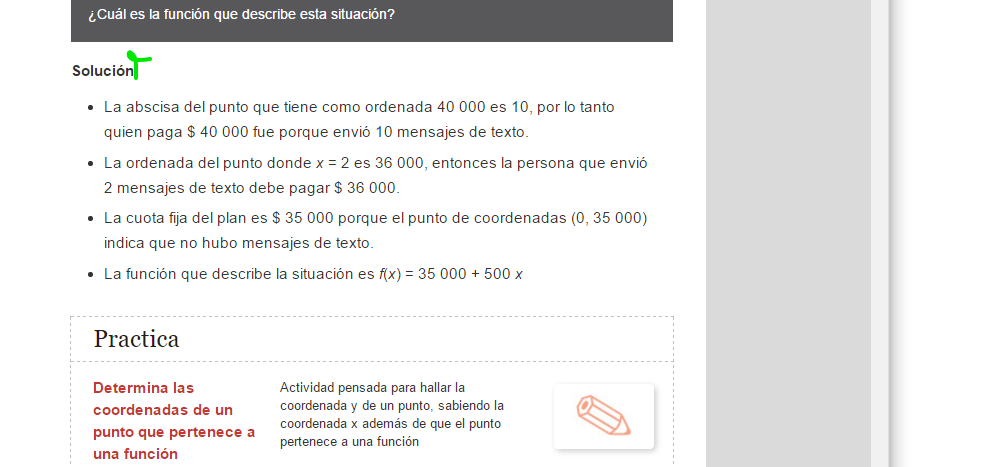 ¿Cuál es la función que describe esta situación?
Solución
• La abscisa del punto que tiene como ordenada 40 000 es 10, por lo tanto
quien paga $ 40 000 fue porque envió 10 mensajes de texto.
• La ordenada del punto donde x = 2 es 36 000, entonces la persona que envió
2 mensajes de texto debe pagar $ 36 000.
• La cuota fija del plan es $ 35 000 porque el punto de coordenadas (0, 35 000)
indica que no hubo mensajes de texto.
• La función que describe la situación es f(x) = 35 000 + 500 x
Practica
Determina las
coordenadas de un
punto que pertenece a
una función
Actividad pensada para hallar la
coordenada y de un punto, sabiendo la
coordenada x además de que el punto
pertenece a una función